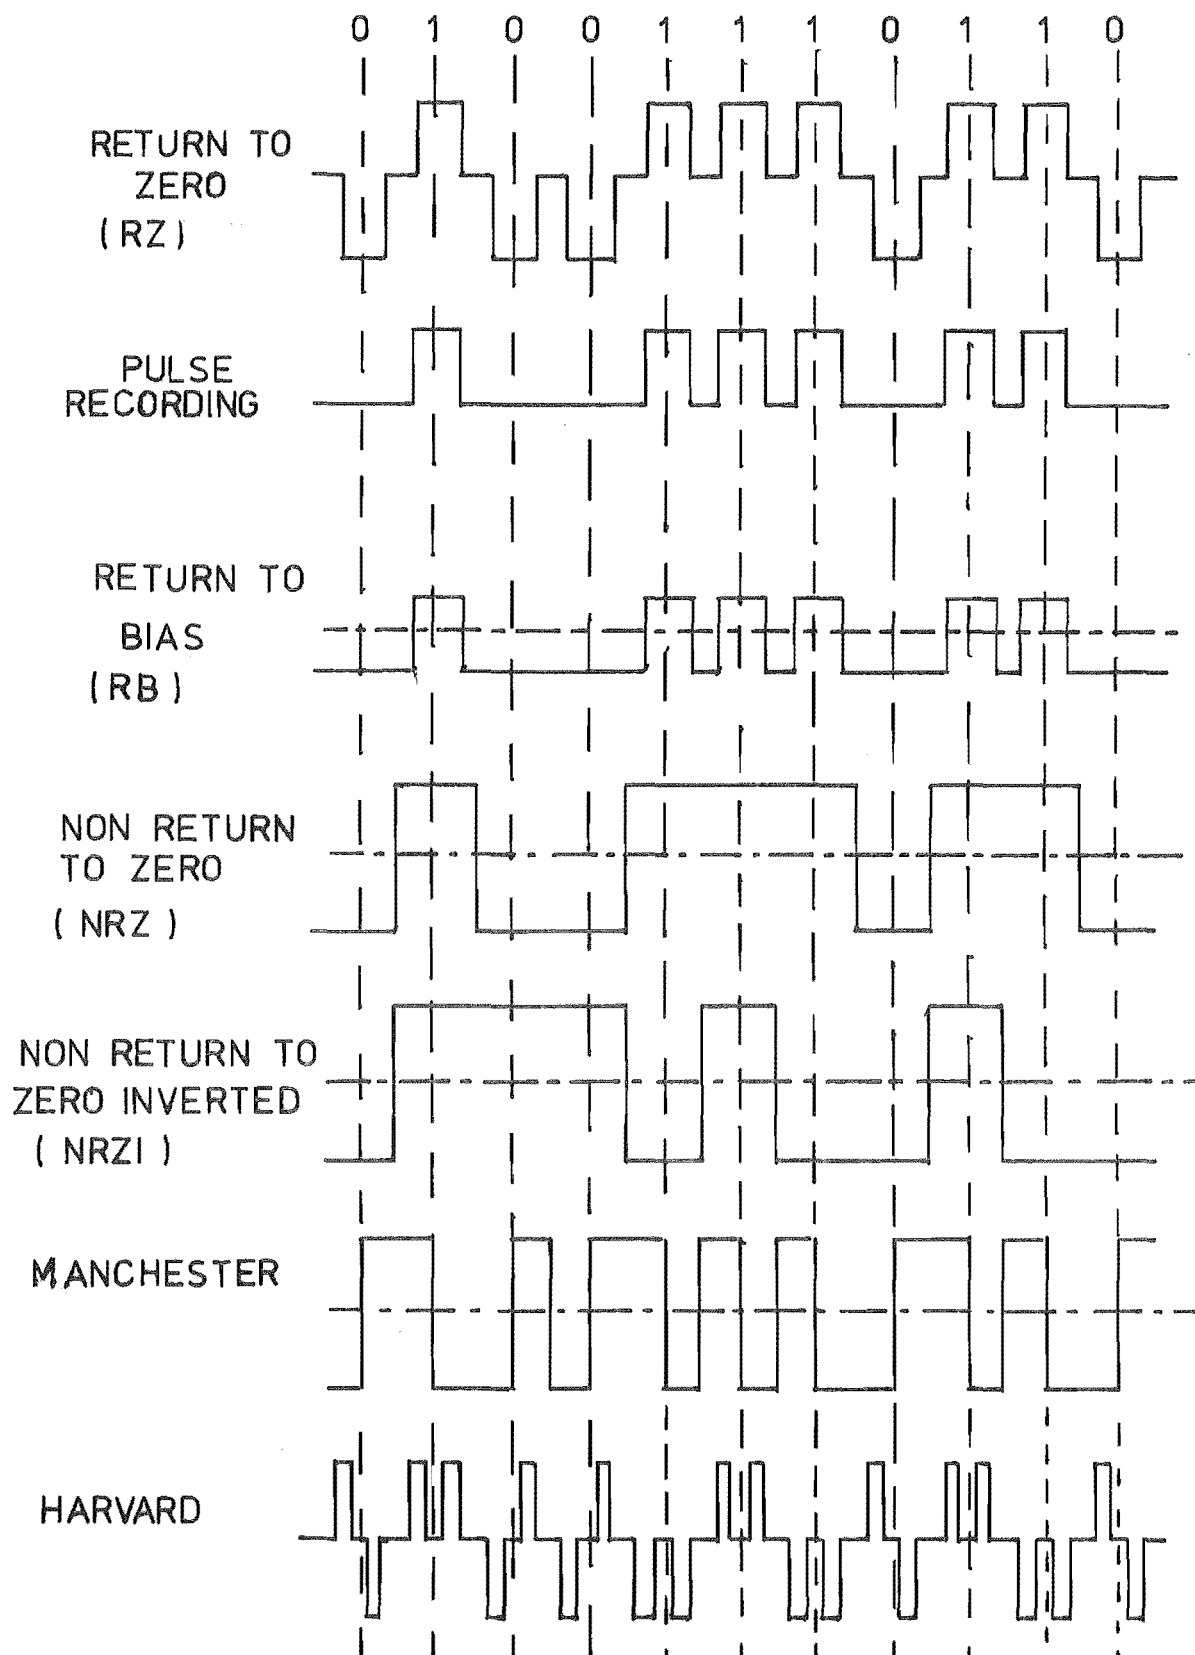 0 1 0 0 1 1 1 0 1 1 0
RETURN TO
ZERO
(RZ)
PULSE
RECORDING
RETURN TO
BIAS
(RB)
NON RETURN
TO ZERO
(NRZ)
NON RETURN TO
ZERO INVERTED
(NRZI)
MANCHESTER
HARVARD